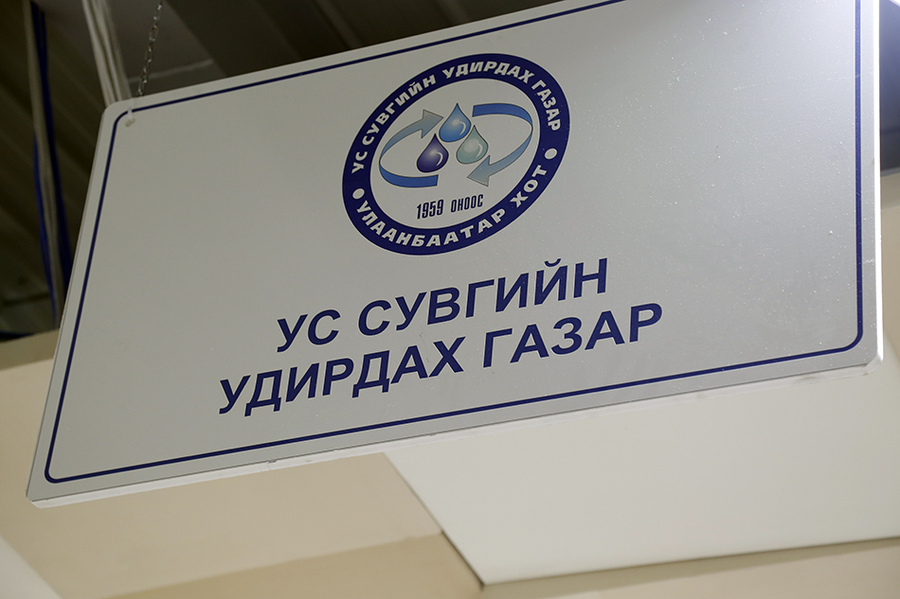 УС СУВГИЙН УДИРДАХ ГАЗАР
1959 ОНООС
УЛААНБААТАР ХОТ
УС СУВГИЙН
УДИРДАХ ГАЗАР